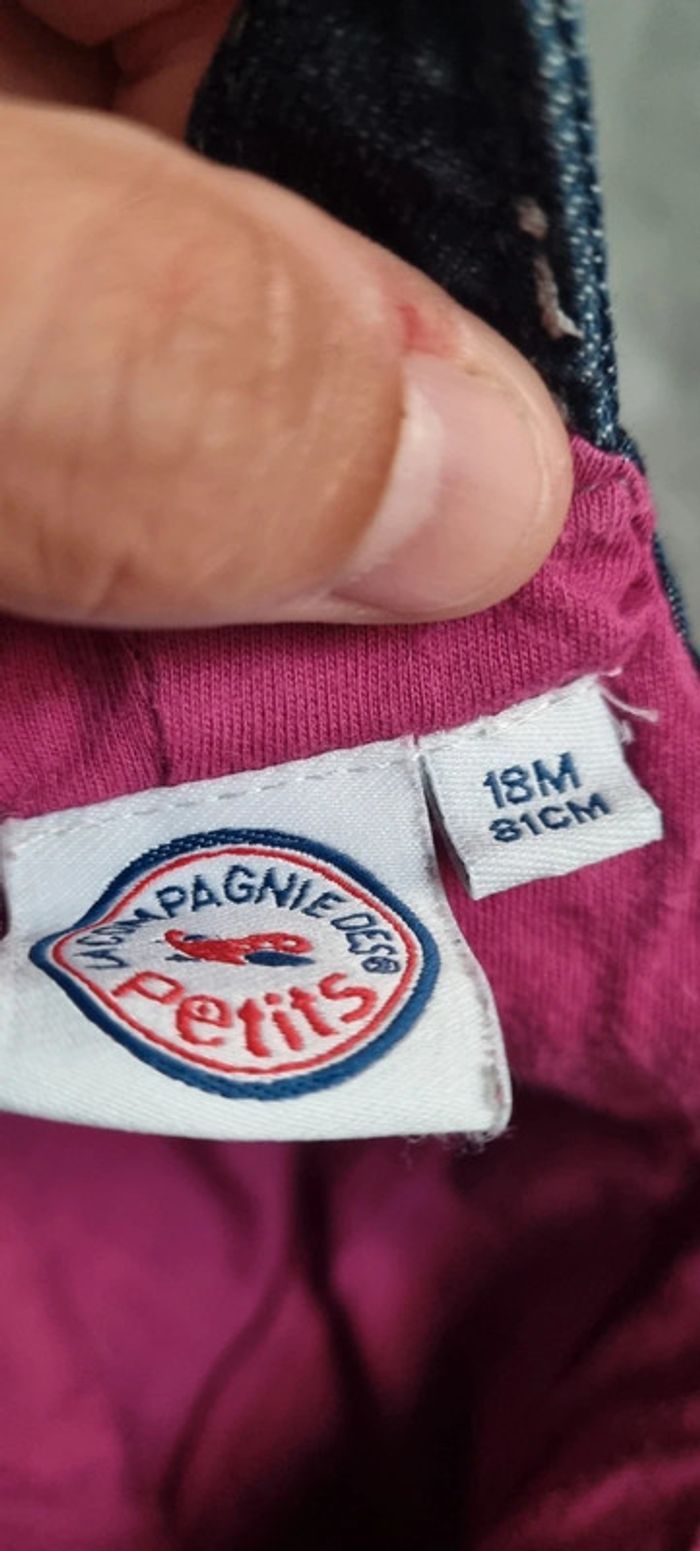 LA COMPAGNIE DES®
Petits
18M
81CM